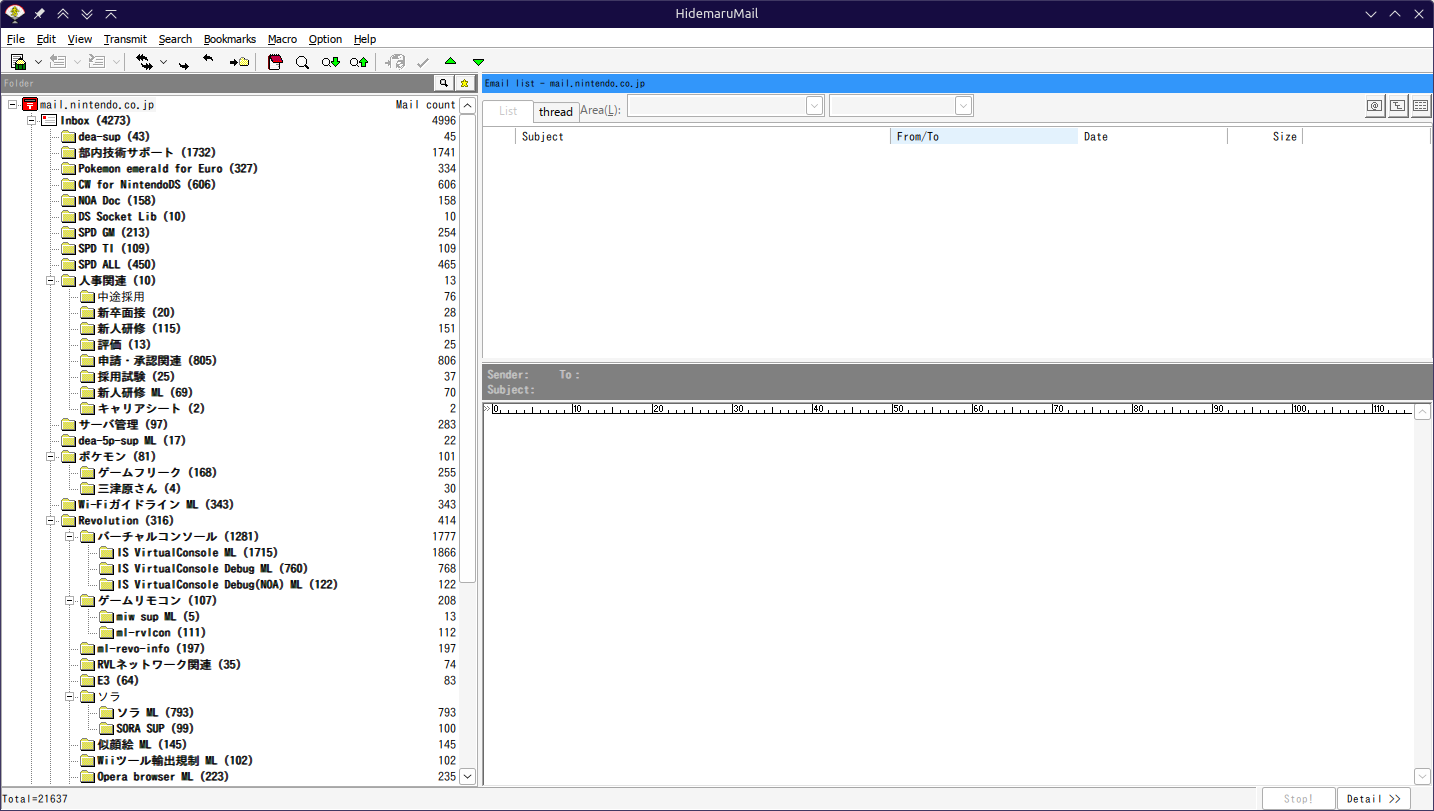 HidemaruMail
File Edit View Transmit Search Bookmarks Macro Option Help
Folder
Email list - mail.nintendo.co.jp
mail.nintendo.co.jp Mail count
List thread Area(L):
Inbox (4273) 4996
Subject From/To Date Size
dea-sup (43) 45
部内技術サポート (1732) 1741
Pokemon emerald for Euro (327) 334
CW for NintendoDS (606) 606
NOA Doc (158) 158
DS Socket Lib (10) 10
SPD GM (213) 254
SPD TI (109) 109
SPD ALL (450) 465
人事関連 (10) 13
中途採用 76
新卒面接 (20) 28
新人研修 (115) 151
評価 (13) 25
申請・承認関連 (805) 806
採用試験 (25) 37
新人研修 ML (69) 70
キャリアシート (2) 2
サーバ管理 (97) 283
dea-5p-sup ML (17) 22
ポケモン (81) 101
ゲームフリーク (168) 255
三津原さん (4) 30
Wi-Fiガイドライン ML (343) 343
Revolution (316) 414
バーチャルコンソール (1281) 1777
IS VirtualConsole ML (1715) 1866
IS VirtualConsole Debug ML (760) 768
IS VirtualConsole Debug(NOA) ML (122) 122
ゲームリモコン (107) 208
miw sup ML (5) 13
ml-rvlcon (111) 112
ml-revo-info (197) 197
RVLネットワーク関連 (35) 74
E3 (64) 83
ソラ
ソラ ML (793) 793
SORA SUP (99) 100
似顔絵 ML (145) 145
Wiiツール輸出規制 ML (102) 102
Opera browser ML (223) 235
Sender: To:
Subject:
0 10 20 30 40 50 60 70 80 90 100 110
Total=21637
Stop! Detail >>